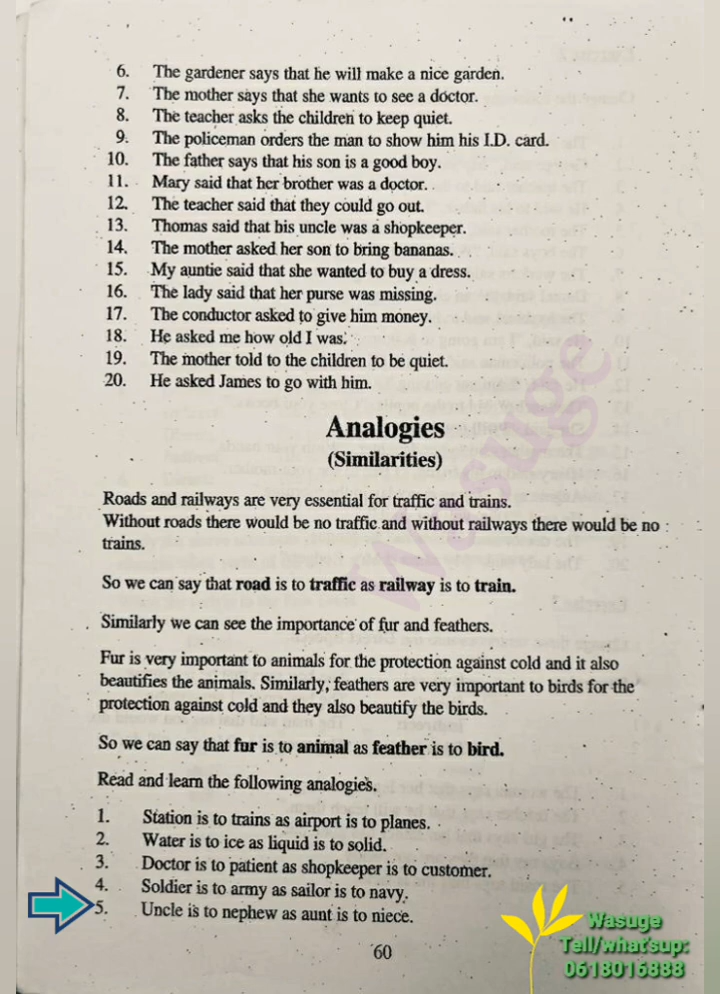 6. The gardener says that he will make a nice garden.
7. The mother says that she wants to see a doctor.
8. The teacher asks the children to keep quiet.
9. The policeman orders the man to show him his I.D. card.
10. The father says that his son is a good boy.
11. Mary said that her brother was a doctor.
12. The teacher said that they could go out.
13. Thomas said that his uncle was a shopkeeper.
14. The mother asked her son to bring bananas.
15. My auntie said that she wanted to buy a dress.
16. The lady said that her purse was missing.
17. The conductor asked to give him money.
18. He asked me how old I was.
19. The mother told to the children to be quiet.
20. He asked James to go with him.
Analogies
(Similarities)
Roads and railways are very essential for traffic and trains.
Without roads there would be no traffic and without railways there would be no
trains.
So we can say that road is to traffic as railway is to train.
Similarly we can see the importance of fur and feathers.
Fur is very important to animals for the protection against cold and it also
beautifies the animals. Similarly, feathers are very important to birds for the
protection against cold and they also beautify the birds.
So we can say that fur is to animal as feather is to bird.
Read and learn the following analogies.
1. Station is to trains as airport is to planes.
2. Water is to ice as liquid is to solid.
3. Doctor is to patient as shopkeeper is to customer.
4. Soldier is to army as sailor is to navy.
5. Uncle is to nephew as aunt is to niece.
60
Wasuge
Wasuge
Tell/what'sup:
0618016888